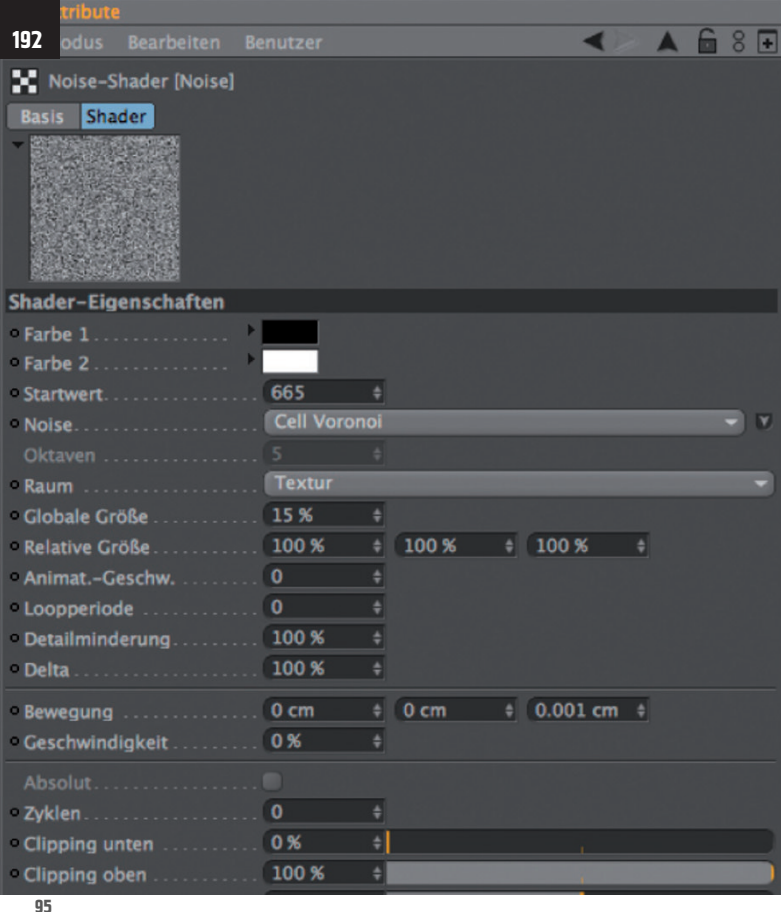 tribute
192
odus Bearbeiten Benutzer
Noise-Shader [Noise]
Basis Shader
Shader-Eigenschaften
Farbe 1
Farbe 2
Startwert 665
Noise Cell Voronoi
Oktaven 5
Raum Textur
Globale Größe 15 %
Relative Größe 100 % 100 % 100 %
Animat.-Geschw. 0
Loopperiode 0
Detailminderung 100 %
Delta 100 %
Bewegung 0 cm 0 cm 0.001 cm
Geschwindigkeit 0 %
Absolut
Zyklen 0
Clipping unten 0 %
Clipping oben 100 %
95